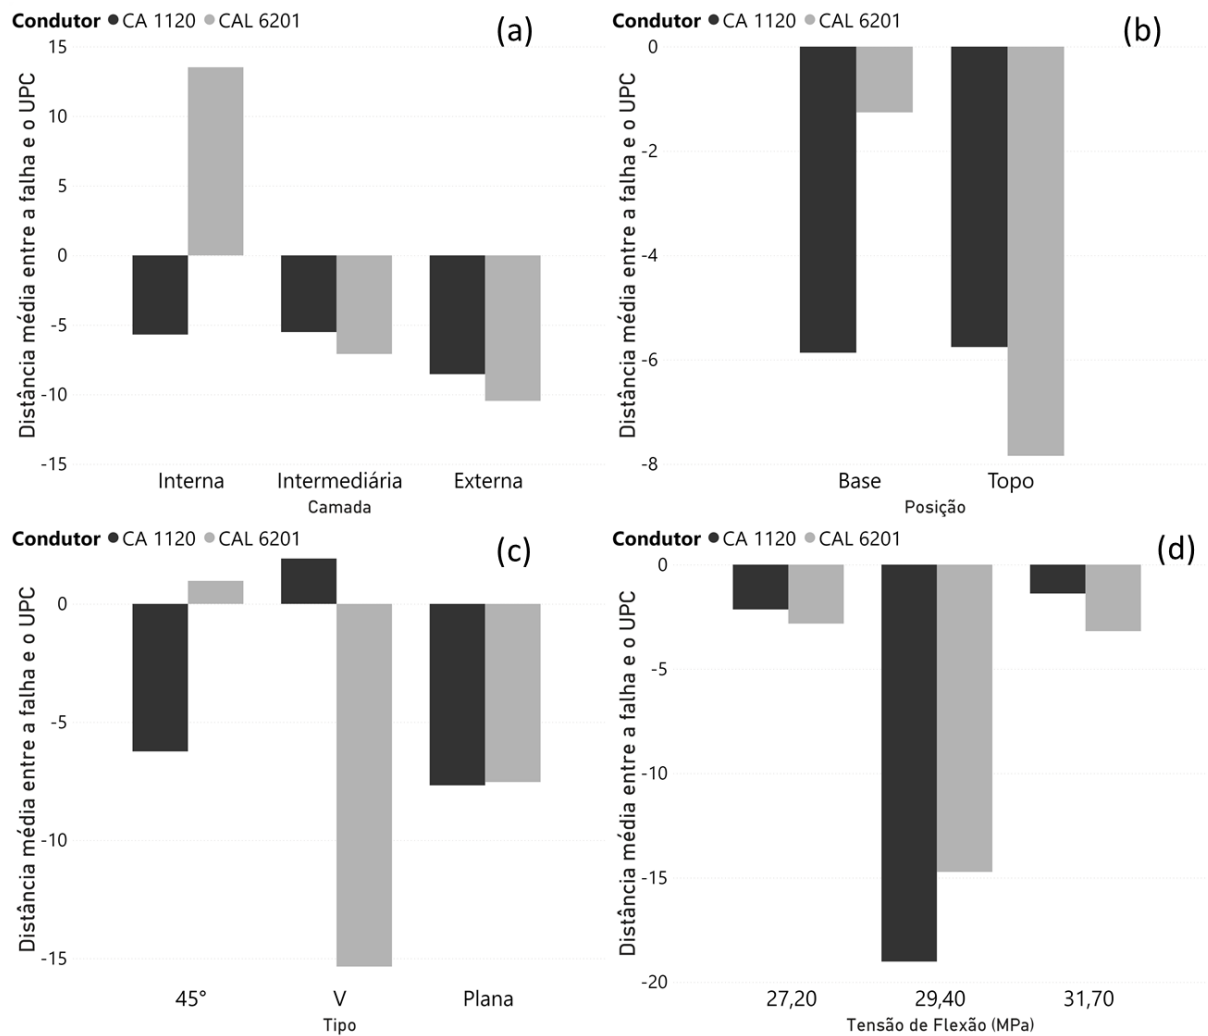 Condutor ● CA 1120 ● CAL 6201
(a)
Distância média entre a falha e o UPC
15
10
5
0
-5
-10
-15
Interna Intermediária Externa
Camada
Condutor ● CA 1120 ● CAL 6201
(b)
Distância média entre a falha e o UPC
0
-2
-4
-6
-8
Base Topo
Posição
Condutor ● CA 1120 ● CAL 6201
(c)
Distância média entre a falha e o UPC
0
-5
-10
-15
45° V Plana
Tipo
Condutor ● CA 1120 ● CAL 6201
(d)
Distância média entre a falha e o UPC
0
-5
-10
-15
-20
27,20 29,40 31,70
Tensão de Flexão (MPa)